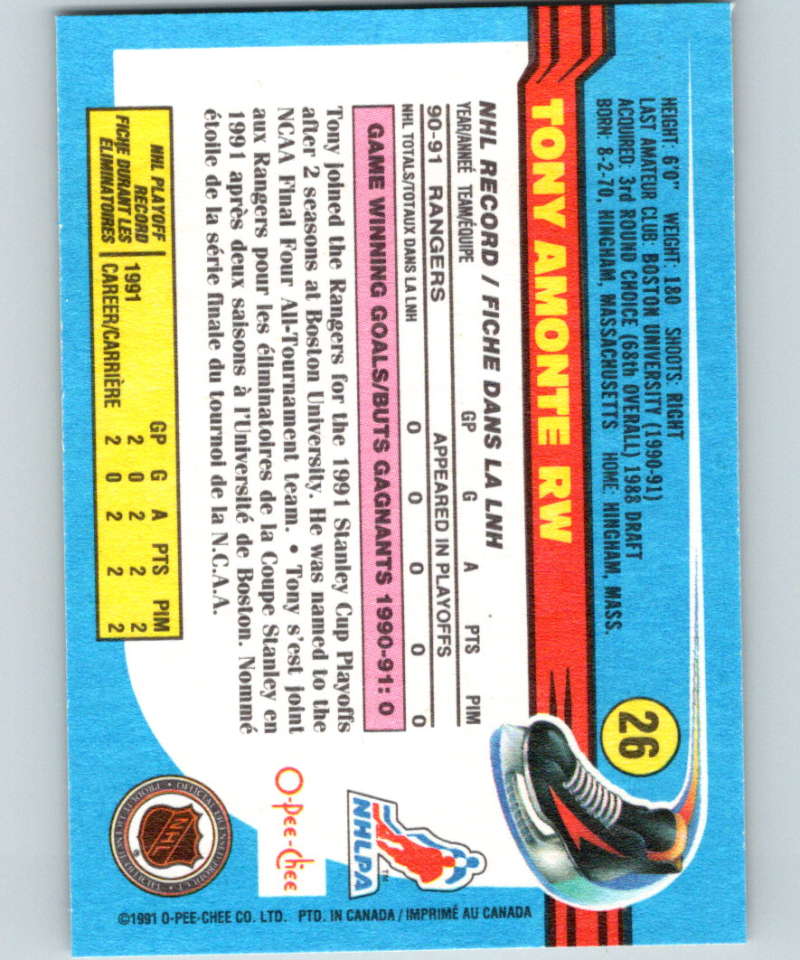 HEIGHT: 6'0" WEIGHT: 180 SHOOTS: RIGHT
LAST AMATEUR CLUB: BOSTON UNIVERSITY (1990-91)
ACQUIRED: 3rd ROUND CHOICE (68th OVERALL) 1988 DRAFT
BORN: 8-2-70, HINGHAM, MASSACHUSETTS HOME: HINGHAM, MASS.
26
TONY AMONTE RW
NHL RECORD / FICHE DANS LA LNH
YEAR/ANNÉE TEAM/ÉQUIPE GP G A PTS PIM
90-91 RANGERS APPEARED IN PLAYOFFS
NHL TOTALS/TOTAUX DANS LA LNH 0 0 0 0 0
GAME WINNING GOALS/BUTS GAGNANTS 1990-91: 0
Tony joined the Rangers for the 1991 Stanley Cup Playoffs
after 2 seasons at Boston University. He was named to the
NCAA Final Four All-Tournament team. • Tony s'est joint
aux Rangers pour les éliminatoires de la Coupe Stanley en
1991 après deux saisons à l'Université de Boston. Nommé
étoile de la série finale du tournoi de la N.C.A.A.
NHL PLAYOFF
RECORD
FICHE DURANT LES
ÉLIMINATOIRES
GP G A PTS PIM
1991 2 0 2 2 2
CAREER/CARRIÈRE 2 0 2 2 2
NHLPA
TM
O-Pee-Chee
NHL
©1991 O-PEE-CHEE CO. LTD. PTD. IN CANADA / IMPRIMÉ AU CANADA